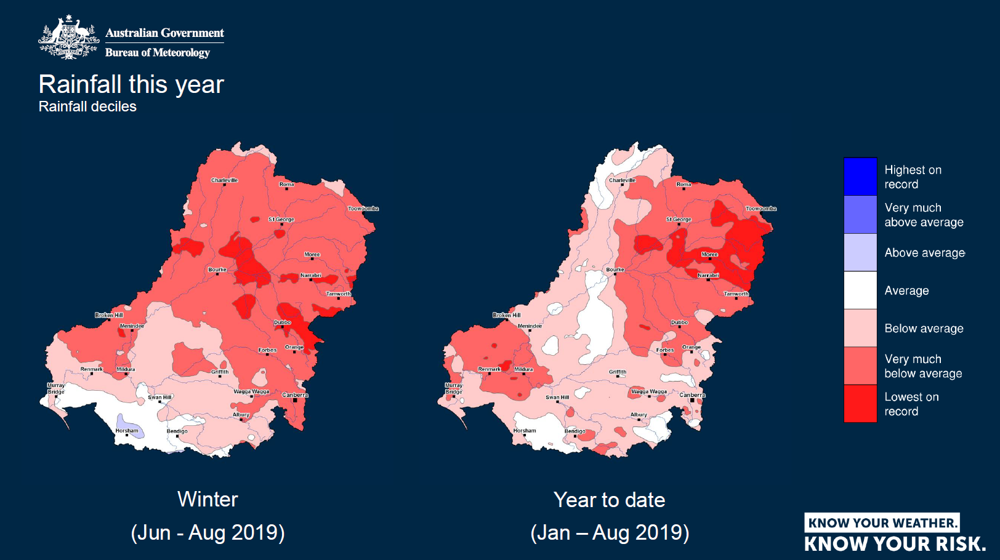 Australian Government
Bureau of Meteorology
Rainfall this year
Rainfall deciles
Charleville
Roma
Toowoomba
St George
Moree
Bourke
Narrabri
Tamworth
Broken Hill
Menindee
Dubbo
Orange
Forbes
Renmark
Mildura
Griffith
Murray
Bridge
Wagga Wagga
Canberra
Swan Hill
Albury
Horsham
Bendigo
Charleville
Roma
Toowoomba
St George
Moree
Bourke
Narrabri
Tamworth
Broken Hill
Menindee
Dubbo
Orange
Forbes
Renmark
Mildura
Griffith
Murray
Bridge
Wagga Wagga
Canberra
Swan Hill
Albury
Horsham
Bendigo
Highest on
record
Very much
above average
Above average
Average
Below average
Very much
below average
Lowest on
record
Winter
(Jun - Aug 2019)
Year to date
(Jan – Aug 2019)
KNOW YOUR WEATHER.
KNOW YOUR RISK.